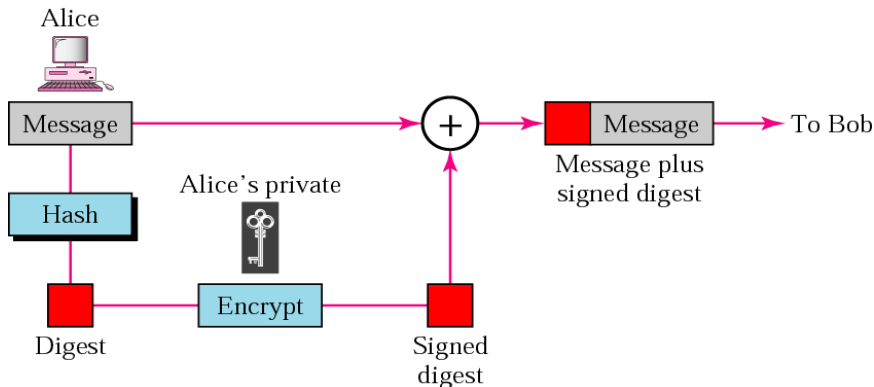 Alice
Message
+
Message
To Bob
Message plus
signed digest
Alice’s private
Hash
Encrypt
Digest
Signed
digest